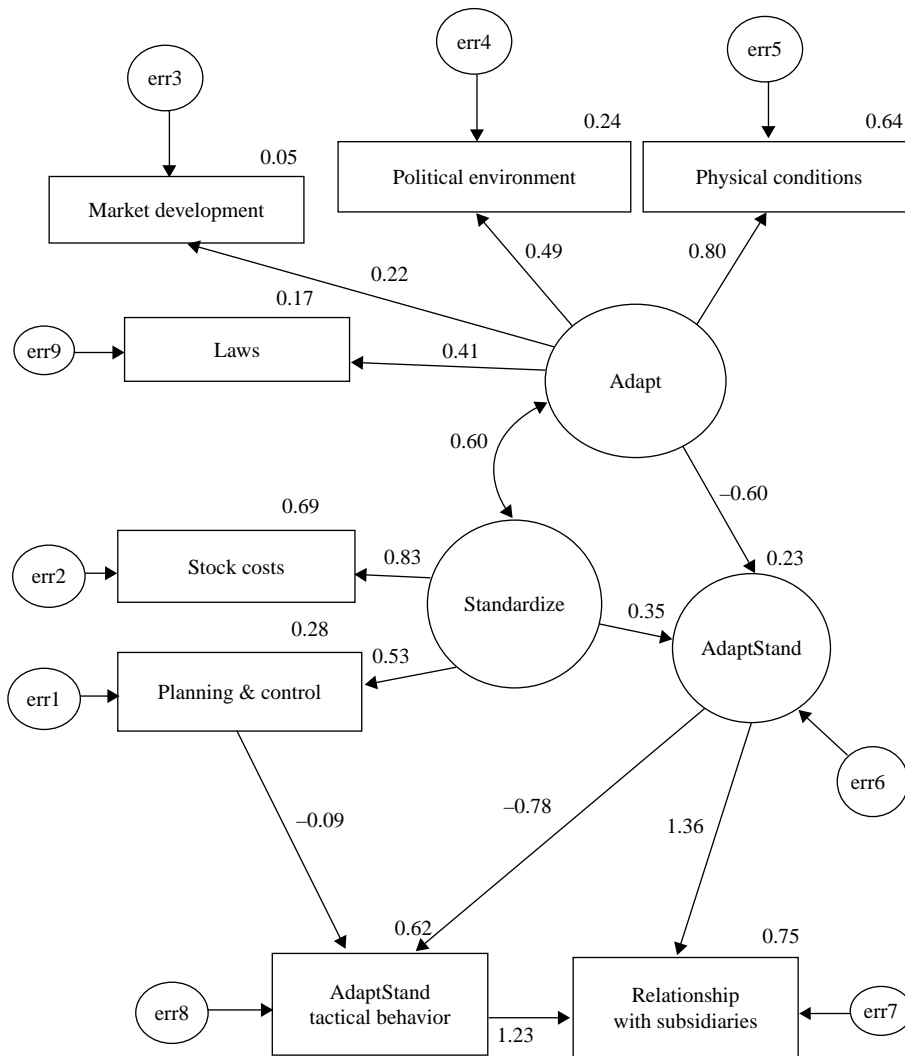 err4
err5
err3
0.24
0.64
0.05
Political environment
Physical conditions
Market development
0.49
0.80
0.22
0.17
Laws
err9
0.41
Adapt
0.60
–0.60
0.69
Stock costs
err2
0.83
0.23
Standardize
0.35
AdaptStand
0.28
0.53
Planning & control
err1
err6
–0.09
–0.78
1.36
0.62
0.75
AdaptStand
tactical behavior
Relationship
with subsidiaries
err8
err7
1.23